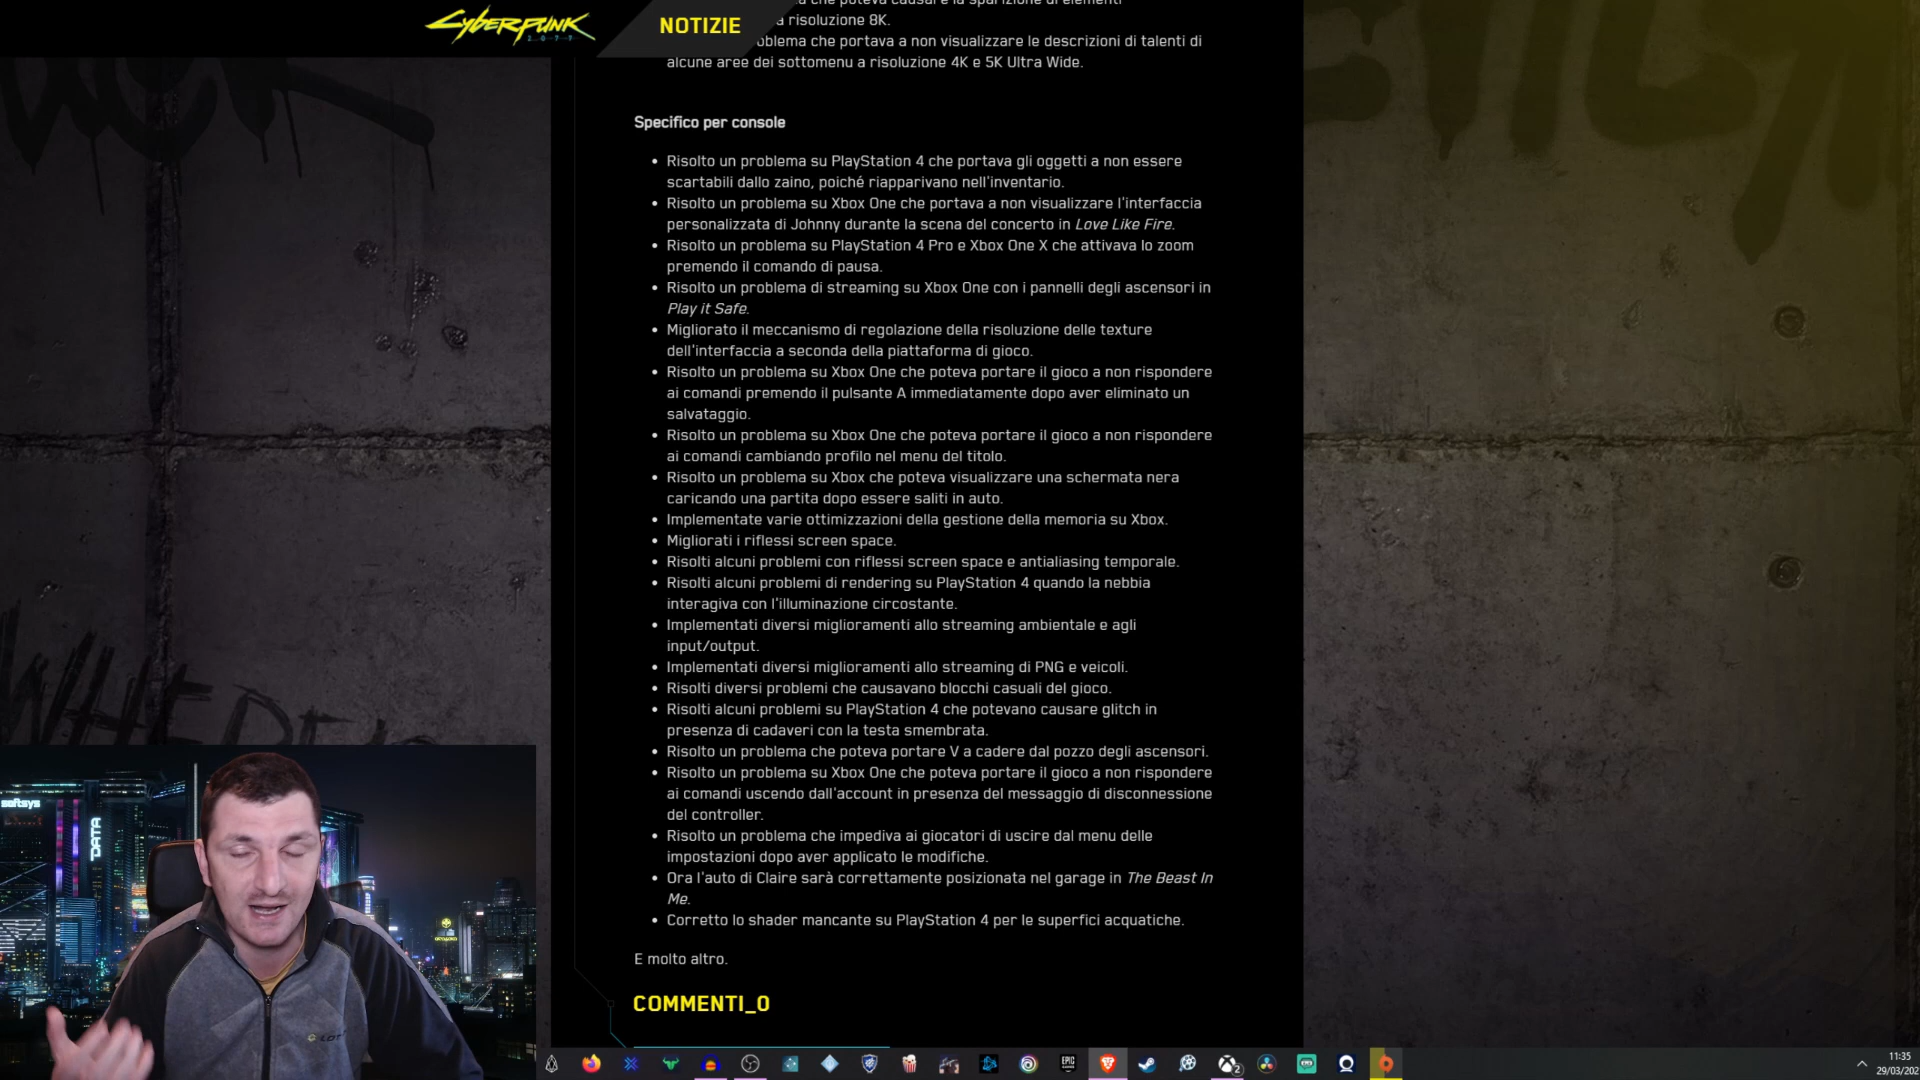 Cyberpunk
2077
NOTIZIE
a risoluzione 8K.
che portava a non visualizzare le descrizioni di talenti di
alcune aree dei sottomenu a risoluzione 4K e 5K Ultra Wide.
Specifico per console
• Risolto un problema su PlayStation 4 che portava gli oggetti a non essere
scartabili dallo zaino, poiché riapparivano nell'inventario.
• Risolto un problema su Xbox One che portava a non visualizzare l'interfaccia
personalizzata di Johnny durante la scena del concerto in Love Like Fire.
• Risolto un problema su PlayStation 4 Pro e Xbox One X che attivava lo zoom
premendo il comando di pausa.
• Risolto un problema di streaming su Xbox One con i pannelli degli ascensori in
Play it Safe.
• Migliorato il meccanismo di regolazione della risoluzione delle texture
dell'interfaccia a seconda della piattaforma di gioco.
• Risolto un problema su Xbox One che poteva portare il gioco a non rispondere
ai comandi premendo il pulsante A immediatamente dopo aver eliminato un
salvataggio.
• Risolto un problema su Xbox One che poteva portare il gioco a non rispondere
ai comandi cambiando profilo nel menu del titolo.
• Risolto un problema su Xbox che poteva visualizzare una schermata nera
caricando una partita dopo essere saliti in auto.
• Implementate varie ottimizzazioni della gestione della memoria su Xbox.
• Migliorati i riflessi screen space.
• Risolti alcuni problemi con riflessi screen space e antialiasing temporale.
• Risolti alcuni problemi di rendering su PlayStation 4 quando la nebbia
interagiva con l'illuminazione circostante.
• Implementati diversi miglioramenti allo streaming ambientale e agli
input/output.
• Implementati diversi miglioramenti allo streaming di PNG e veicoli.
• Risolti diversi problemi che causavano blocchi casuali del gioco.
• Risolti alcuni problemi su PlayStation 4 che potevano causare glitch in
presenza di cadaveri con la testa smembrata.
• Risolto un problema che poteva portare V a cadere dal pozzo degli ascensori.
• Risolto un problema su Xbox One che poteva portare il gioco a non rispondere
ai comandi uscendo dall'account in presenza del messaggio di disconnessione
del controller.
• Risolto un problema che impediva ai giocatori di uscire dal menu delle
impostazioni dopo aver applicato le modifiche.
• Ora l'auto di Claire sarà correttamente posizionata nel garage in The Beast In
Me.
• Corretto lo shader mancante su PlayStation 4 per le superfici acquatiche.
E molto altro.
COMMENTI_0
softsys
DATA
EPIC
2
11:35
29/03/202